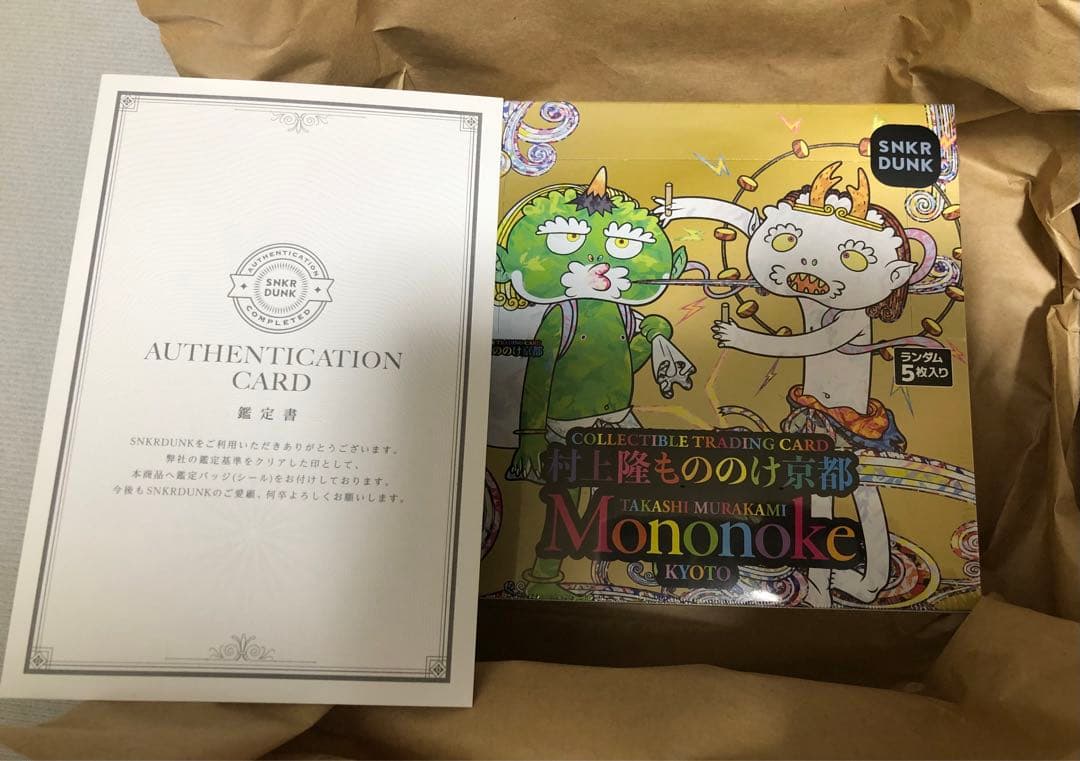 AUTHENTICATION
SNKR
DUNK
COMPLETED
AUTHENTICATION
CARD
鑑定書
SNKRDUNKをご利用いただきありがとうございます。
弊社の鑑定基準をクリアした印として、
本商品へ鑑定バッジ(シール)をお付けしております。
今後もSNKRDUNKのご愛顧、何卒よろしくお願いします。
SNKR
DUNK
ランダム
5枚入り
CARD
ののけ京都
COLLECTIBLE TRADING CARD
村上隆もののけ京都
TAKASHI MURAKAMI
Mononoke
KYOTO